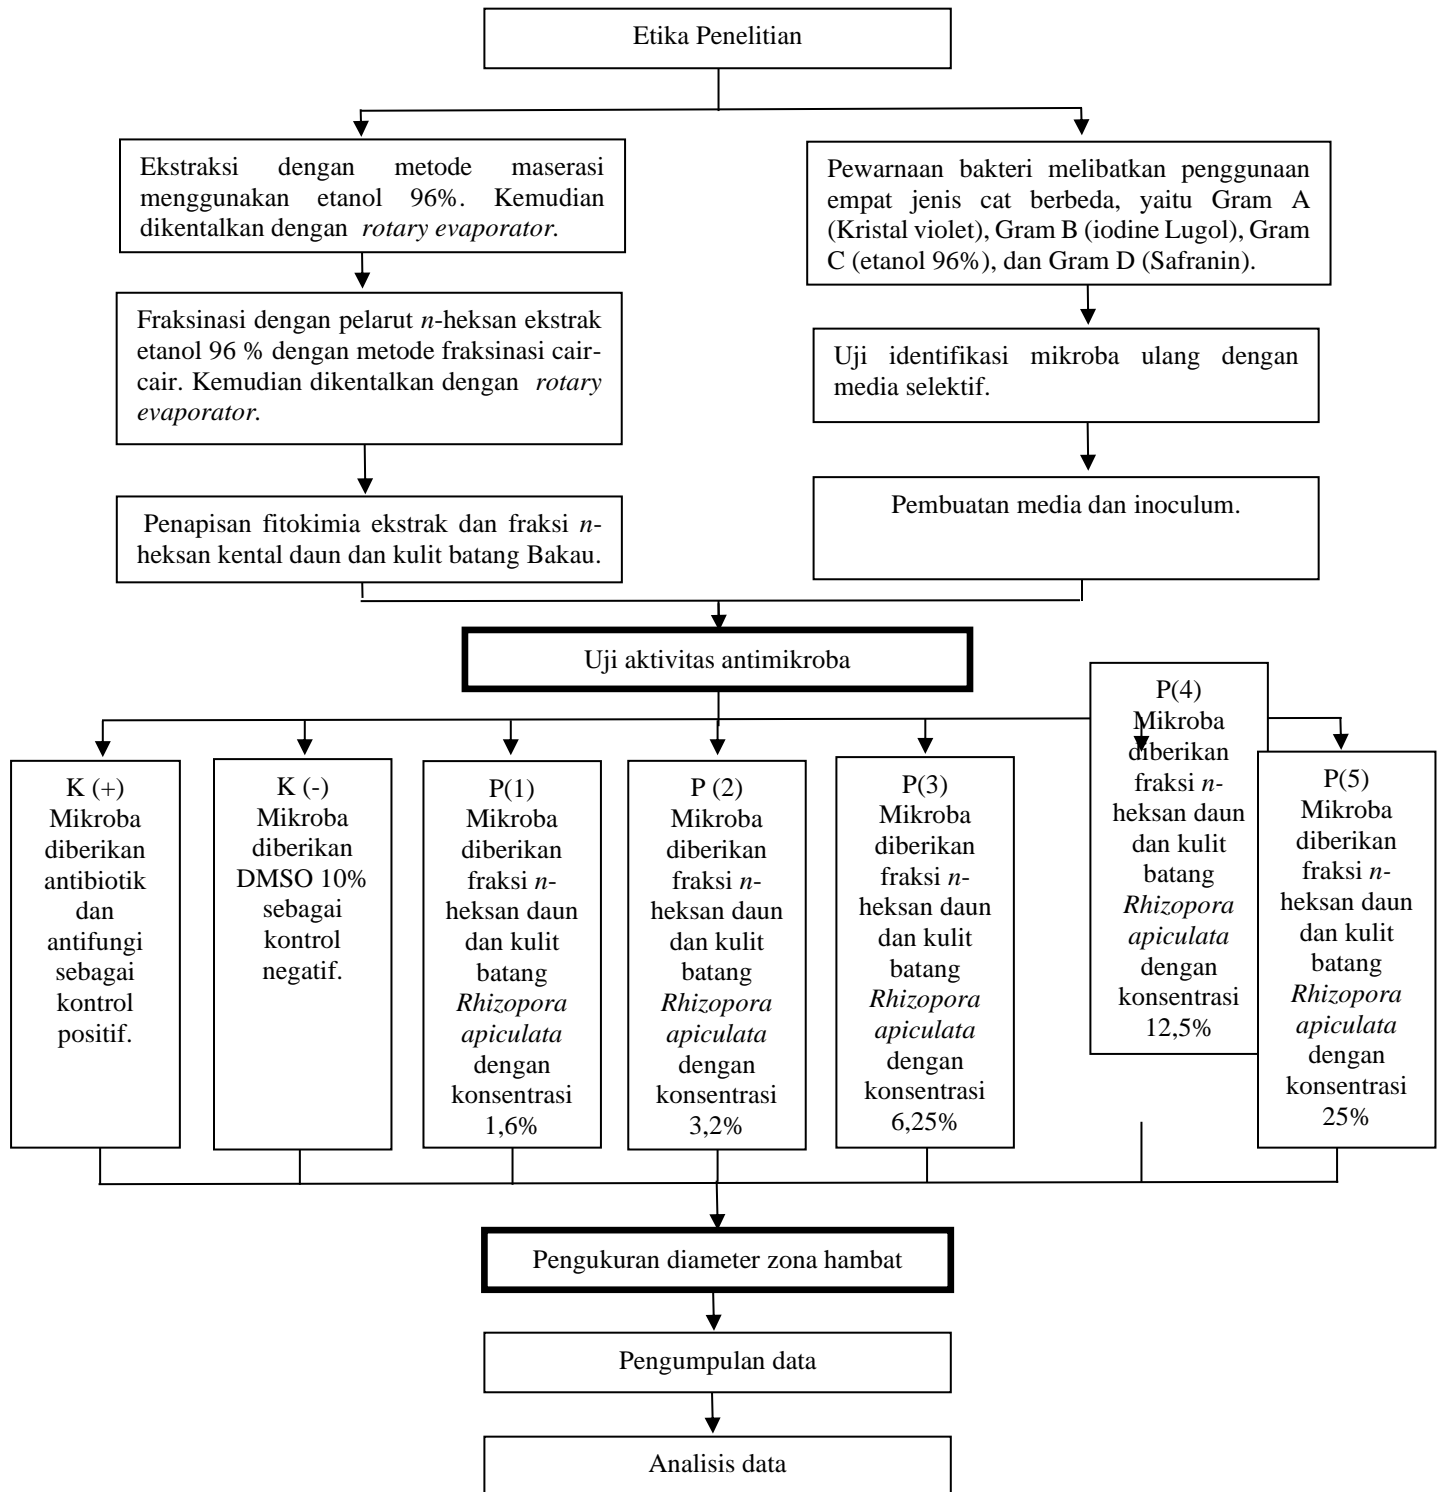 Etika Penelitian
Ekstraksi dengan metode maserasi
menggunakan etanol 96%. Kemudian
dikentalkan dengan rotary evaporator.
Fraksinasi dengan pelarut n-heksan ekstrak
etanol 96 % dengan metode fraksinasi cair-
cair. Kemudian dikentalkan dengan rotary
evaporator.
Penapisan fitokimia ekstrak dan fraksi n-
heksan kental daun dan kulit batang Bakau.
Pewarnaan bakteri melibatkan penggunaan
empat jenis cat berbeda, yaitu Gram A
(Kristal violet), Gram B (iodine Lugol), Gram
C (etanol 96%), dan Gram D (Safranin).
Uji identifikasi mikroba ulang dengan
media selektif.
Pembuatan media dan inoculum.
Uji aktivitas antimikroba
K (+)
Mikroba
diberikan
antibiotik
dan
antifungi
sebagai
kontrol
positif.
K (-)
Mikroba
diberikan
DMSO 10%
sebagai
kontrol
negatif.
P(1)
Mikroba
diberikan
fraksi n-
heksan daun
dan kulit
batang
Rhizopora
apiculata
dengan
konsentrasi
1,6%
P (2)
Mikroba
diberikan
fraksi n-
heksan daun
dan kulit
batang
Rhizopora
apiculata
dengan
konsentrasi
3,2%
P(3)
Mikroba
diberikan
fraksi n-
heksan daun
dan kulit
batang
Rhizopora
apiculata
dengan
konsentrasi
6,25%
P(4)
Mikroba
diberikan
fraksi n-
heksan daun
dan kulit
batang
Rhizopora
apiculata
dengan
konsentrasi
12,5%
P(5)
Mikroba
diberikan
fraksi n-
heksan daun
dan kulit
batang
Rhizopora
apiculata
dengan
konsentrasi
25%
Pengukuran diameter zona hambat
Pengumpulan data
Analisis data